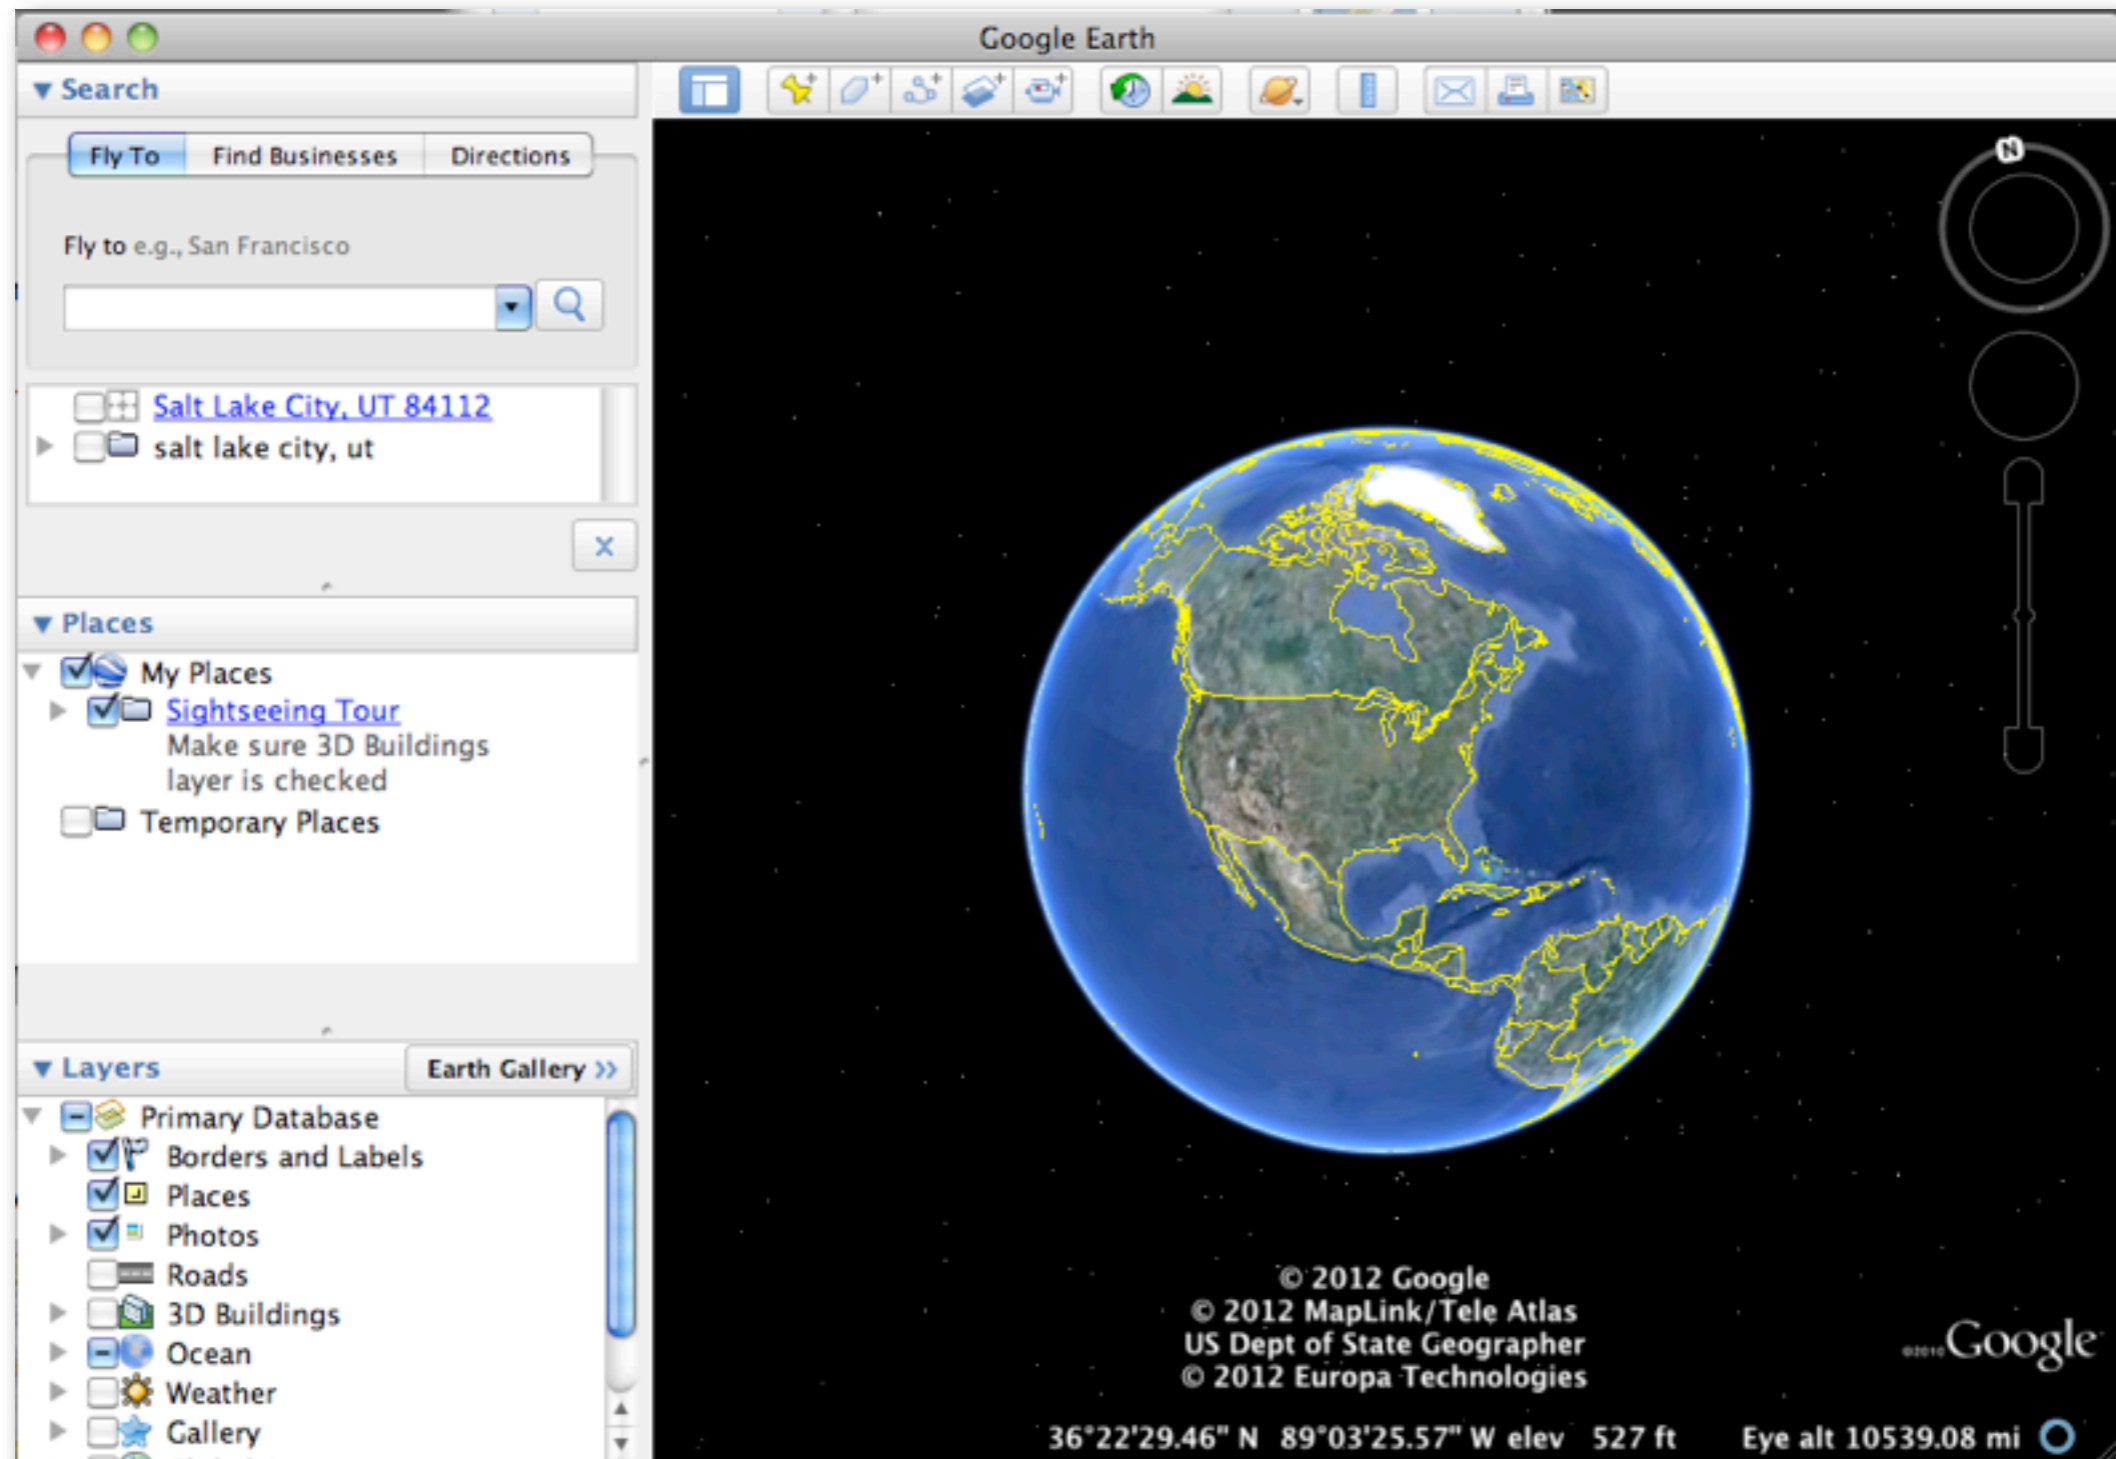 Google Earth
Search
Fly To Find Businesses Directions
Fly to e.g., San Francisco
Salt Lake City, UT 84112
salt lake city, ut
Places
My Places
Sightseeing Tour
Make sure 3D Buildings
layer is checked
Temporary Places
Layers Earth Gallery >>
Primary Database
Borders and Labels
Places
Photos
Roads
3D Buildings
Ocean
Weather
Gallery
N
© 2012 Google
© 2012 MapLink/Tele Atlas
US Dept of State Geographer
© 2012 Europa Technologies
©2010 Google
36°22'29.46" N 89°03'25.57" W elev 527 ft Eye alt 10539.08 mi